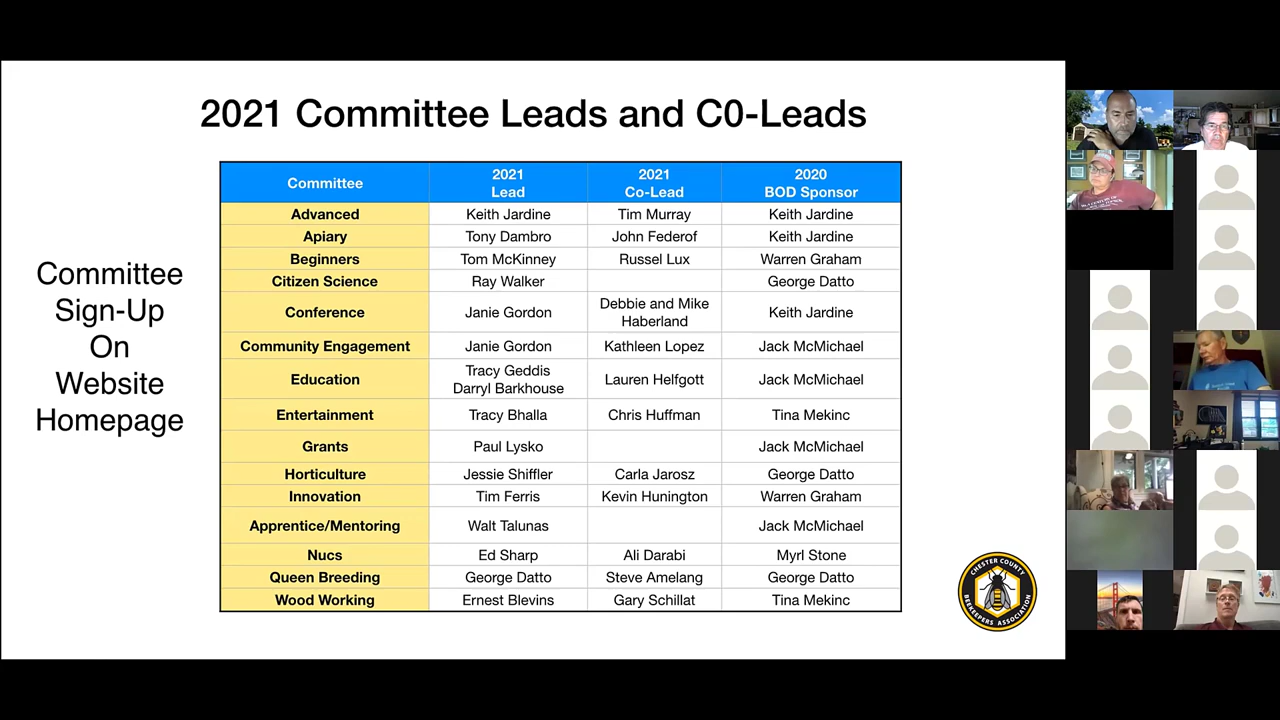 2021 Committee Leads and C0-Leads
Committee
Sign-Up
On
Website
Homepage
Committee 2021 Lead 2021 Co-Lead 2020 BOD Sponsor
Advanced Keith Jardine Tim Murray Keith Jardine
Apiary Tony Dambro John Federof Keith Jardine
Beginners Tom McKinney Russel Lux Warren Graham
Citizen Science Ray Walker George Datto
Conference Janie Gordon Debbie and Mike Haberland Keith Jardine
Community Engagement Janie Gordon Kathleen Lopez Jack McMichael
Education Tracy Geddis Darryl Barkhouse Lauren Helfgott Jack McMichael
Entertainment Tracy Bhalla Chris Huffman Tina Mekinc
Grants Paul Lysko Jack McMichael
Horticulture Jessie Shiffler Carla Jarosz George Datto
Innovation Tim Ferris Kevin Hunington Warren Graham
Apprentice/Mentoring Walt Talunas Jack McMichael
Nucs Ed Sharp Ali Darabi Myrl Stone
Queen Breeding George Datto Steve Amelang George Datto
Wood Working Ernest Blevins Gary Schillat Tina Mekinc
CHESTER COUNTY
BEEKEEPERS ASSOCIATION